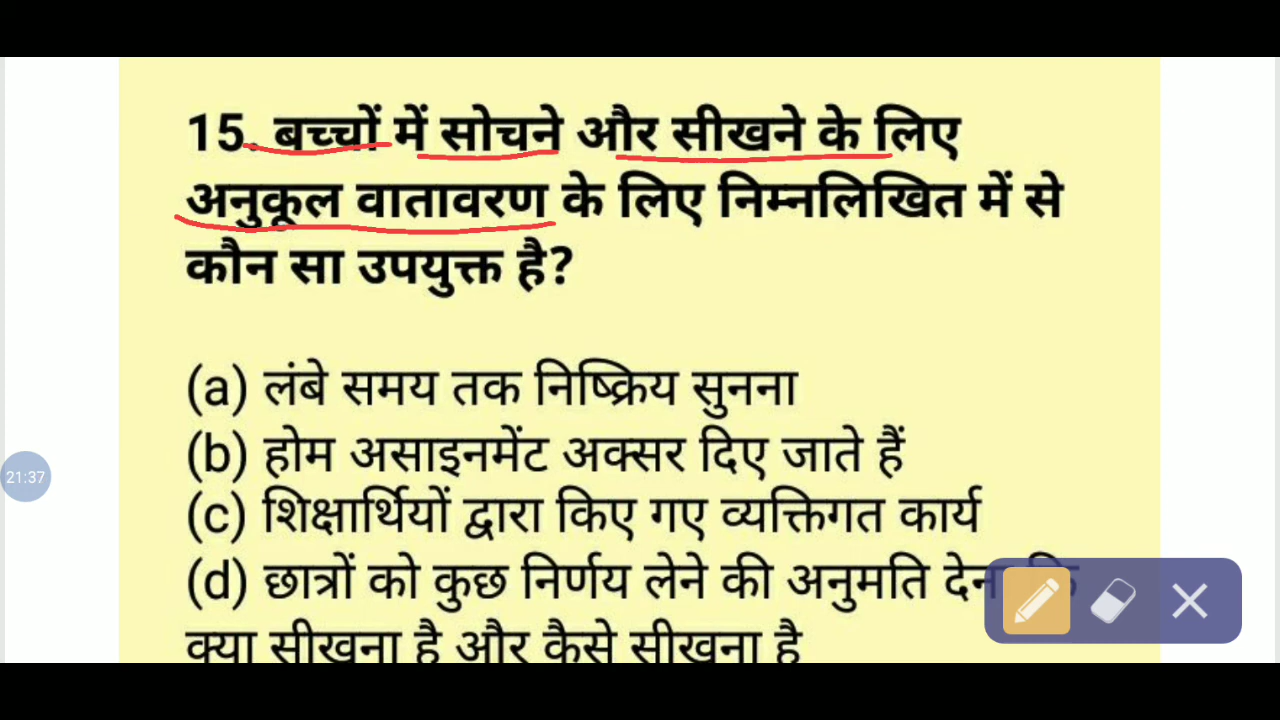 15. बच्चों में सोचने और सीखने के लिए
अनुकूल वातावरण के लिए निम्नलिखित में से
कौन सा उपयुक्त है?
(a) लंबे समय तक निष्क्रिय सुनना
(b) होम असाइनमेंट अक्सर दिए जाते हैं
21:37
(c) शिक्षार्थियों द्वारा किए गए व्यक्तिगत कार्य
(d) छात्रों को कुछ निर्णय लेने की अनुमति
क्या सीखना है और कैसे सीखना है